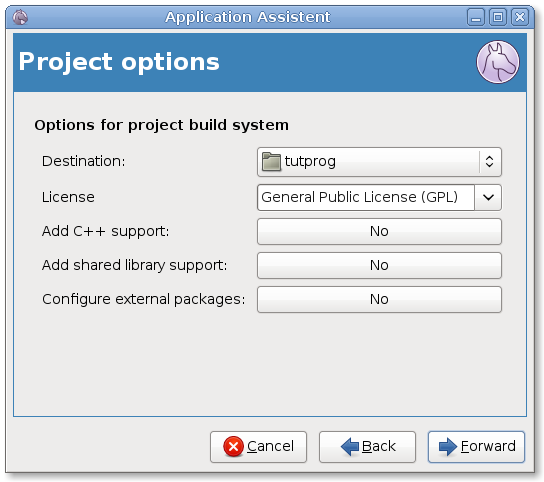 Application Assistent
Project options
Options for project build system
Destination: tutprog
License General Public License (GPL)
Add C++ support: No
Add shared library support: No
Configure external packages: No
Cancel Back Forward